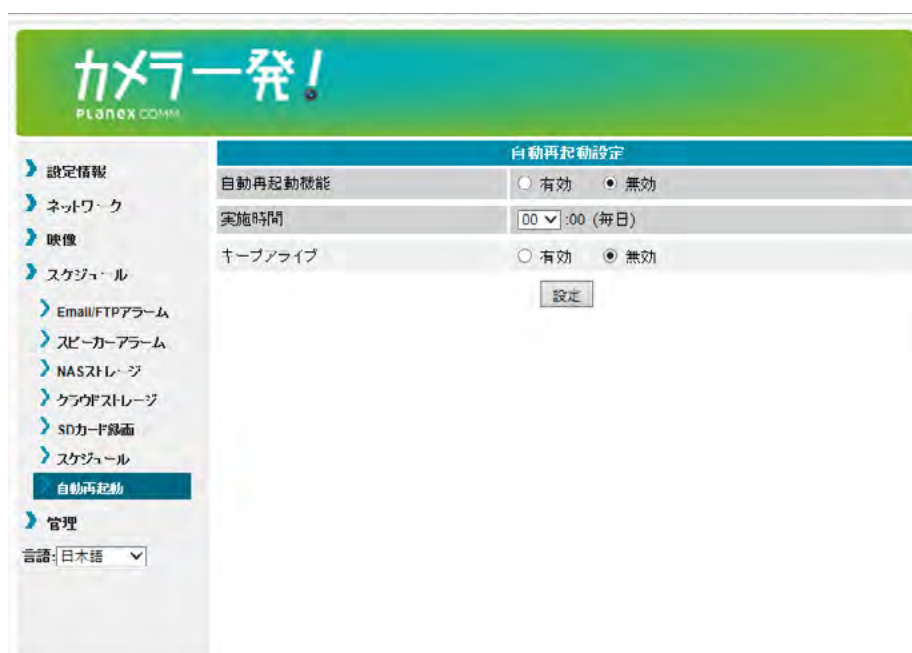 カメラ一発!
PLANEX COMM
設定情報
ネットワーク
映像
スケジュール
Email/FTPアラーム
スピーカーアラーム
NASストレージ
クラウドストレージ
SDカード録画
スケジュール
自動再起動
管理
言語: 日本語
自動再起動設定
自動再起動機能 有効 無効
実施時間 00 :00 (毎日)
キープアライブ 有効 無効
設定